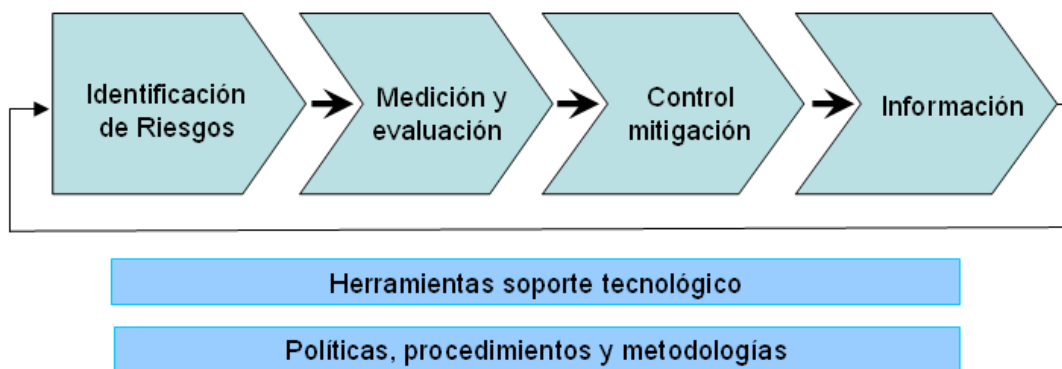 Identificación
de Riesgos
Medición y
evaluación
Control
mitigación
Información
Herramientas soporte tecnológico
Políticas, procedimientos y metodologías